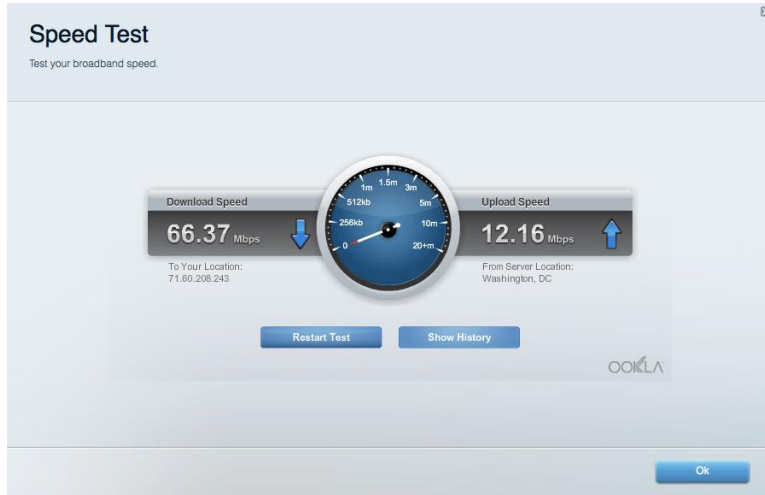 Speed Test
Test your broadband speed.
Download Speed
66.37 Mbps
To Your Location:
71.60.208.243
0
256kb
512kb
1m
1.5m
3m
5m
10m
20+m
Upload Speed
12.16 Mbps
From Server Location:
Washington, DC
Restart Test
Show History
OOKLA
Ok